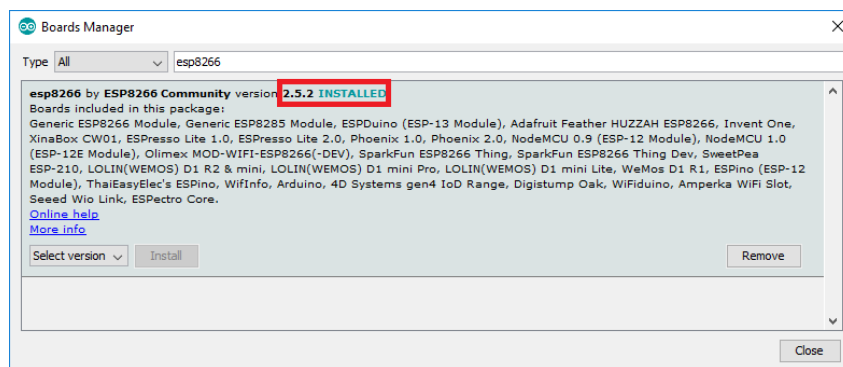 Boards Manager
Type All esp8266
esp8266 by ESP8266 Community version 2.5.2 INSTALLED
Boards included in this package:
Generic ESP8266 Module, Generic ESP8285 Module, ESPDuino (ESP-13 Module), Adafruit Feather HUZZAH ESP8266, Invent One,
XinaBox CW01, ESPresso Lite 1.0, ESPresso Lite 2.0, Phoenix 1.0, Phoenix 2.0, NodeMCU 0.9 (ESP-12 Module), NodeMCU 1.0
(ESP-12E Module), Olimex MOD-WIFI-ESP8266(-DEV), SparkFun ESP8266 Thing, SparkFun ESP8266 Thing Dev, SweetPea
ESP-210, LOLIN(WEMOS) D1 R2 & mini, LOLIN(WEMOS) D1 mini Pro, LOLIN(WEMOS) D1 mini Lite, WeMos D1 R1, ESPino (ESP-12
Module), ThaiEasyElec's ESPino, WifInfo, Arduino, 4D Systems gen4 IoD Range, Digistump Oak, WiFiduino, Amperka WiFi Slot,
Seeed Wio Link, ESPectro Core.
Online help
More info
Select version Install Remove
Close